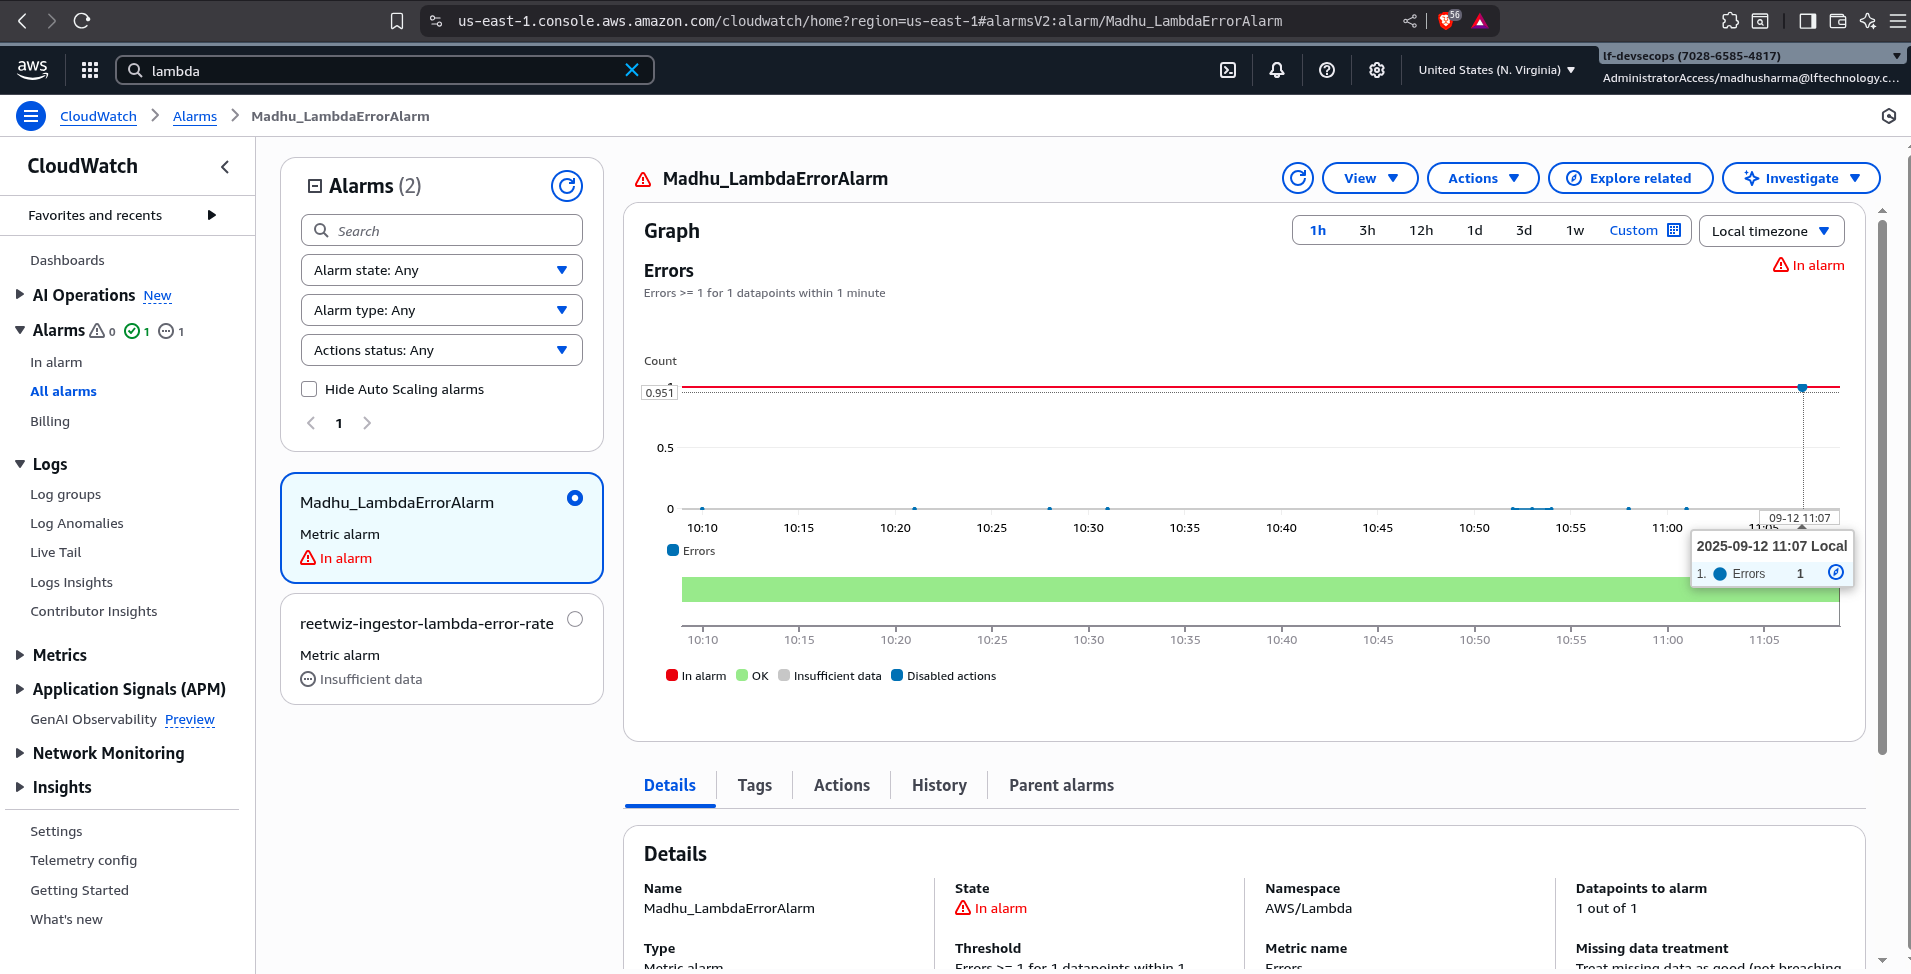 us-east-1.console.aws.amazon.com/cloudwatch/home?region=us-east-1#alarmsV2:alarm/Madhu_LambdaErrorAlarm
56
aws
lambda
United States (N. Virginia)
lf-devsecops (7028-6585-4817)
AdministratorAccess/madhusharma@lftechnology.c...
CloudWatch
Alarms
Madhu_LambdaErrorAlarm
CloudWatch
Favorites and recents
Dashboards
AI Operations New
Alarms 0 1 1
In alarm
All alarms
Billing
Logs
Log groups
Log Anomalies
Live Tail
Logs Insights
Contributor Insights
Metrics
Application Signals (APM)
GenAI Observability Preview
Network Monitoring
Insights
Settings
Telemetry config
Getting Started
What's new
Alarms (2)
Search
Alarm state: Any
Alarm type: Any
Actions status: Any
Hide Auto Scaling alarms
1
Madhu_LambdaErrorAlarm
Metric alarm
In alarm
reetwiz-ingestor-lambda-error-rate
Metric alarm
Insufficient data
Madhu_LambdaErrorAlarm
View
Actions
Explore related
Investigate
Graph
1h 3h 12h 1d 3d 1w Custom
Local timezone
Errors
In alarm
Errors >= 1 for 1 datapoints within 1 minute
Count
1
0.951
0.5
0
10:10 10:15 10:20 10:25 10:30 10:35 10:40 10:45 10:50 10:55 11:00 11:05
09-12 11:07
Errors
2025-09-12 11:07 Local
1. Errors 1
10:10 10:15 10:20 10:25 10:30 10:35 10:40 10:45 10:50 10:55 11:00 11:05
In alarm OK Insufficient data Disabled actions
Details Tags Actions History Parent alarms
Details
Name
Madhu_LambdaErrorAlarm
Type
Metric alarm
State
In alarm
Threshold
Errors >= 1 for 1 datapoints within 1
Namespace
AWS/Lambda
Metric name
Errors
Datapoints to alarm
1 out of 1
Missing data treatment
Treat missing data as good (not breaching